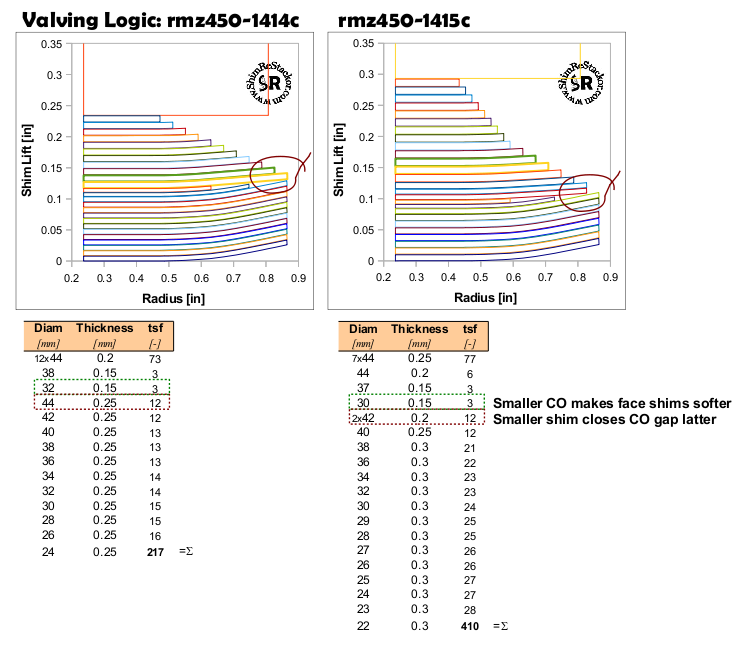 Valving Logic: rmz450-1414c
rmz450-1415c
0.35
0.3
0.25
0.2
0.15
0.1
0.05
0
Shim Lift [in]
0.2 0.3 0.4 0.5 0.6 0.7 0.8 0.9
Radius [in]
www.ShimReStackor.com
SR
0.35
0.3
0.25
0.2
0.15
0.1
0.05
0
Shim Lift [in]
0.2 0.3 0.4 0.5 0.6 0.7 0.8 0.9
Radius [in]
www.ShimReStackor.com
SR
Diam Thickness tsf
[mm] [mm] [-]
12x44 0.2 73
38 0.15 3
32 0.15 3
44 0.25 12
42 0.25 12
40 0.25 13
38 0.25 13
36 0.25 13
34 0.25 14
32 0.25 14
30 0.25 15
28 0.25 15
26 0.25 16
24 0.25 217 =Σ
Diam Thickness tsf
[mm] [mm] [-]
7x44 0.25 77
44 0.2 6
37 0.15 3
30 0.15 3 Smaller CO makes face shims softer
2x42 0.2 12 Smaller shim closes CO gap latter
40 0.25 12
38 0.3 21
36 0.3 22
34 0.3 23
32 0.3 23
30 0.3 24
29 0.3 25
28 0.3 25
27 0.3 26
26 0.3 26
25 0.3 27
24 0.3 27
23 0.3 28
22 0.3 410 =Σ